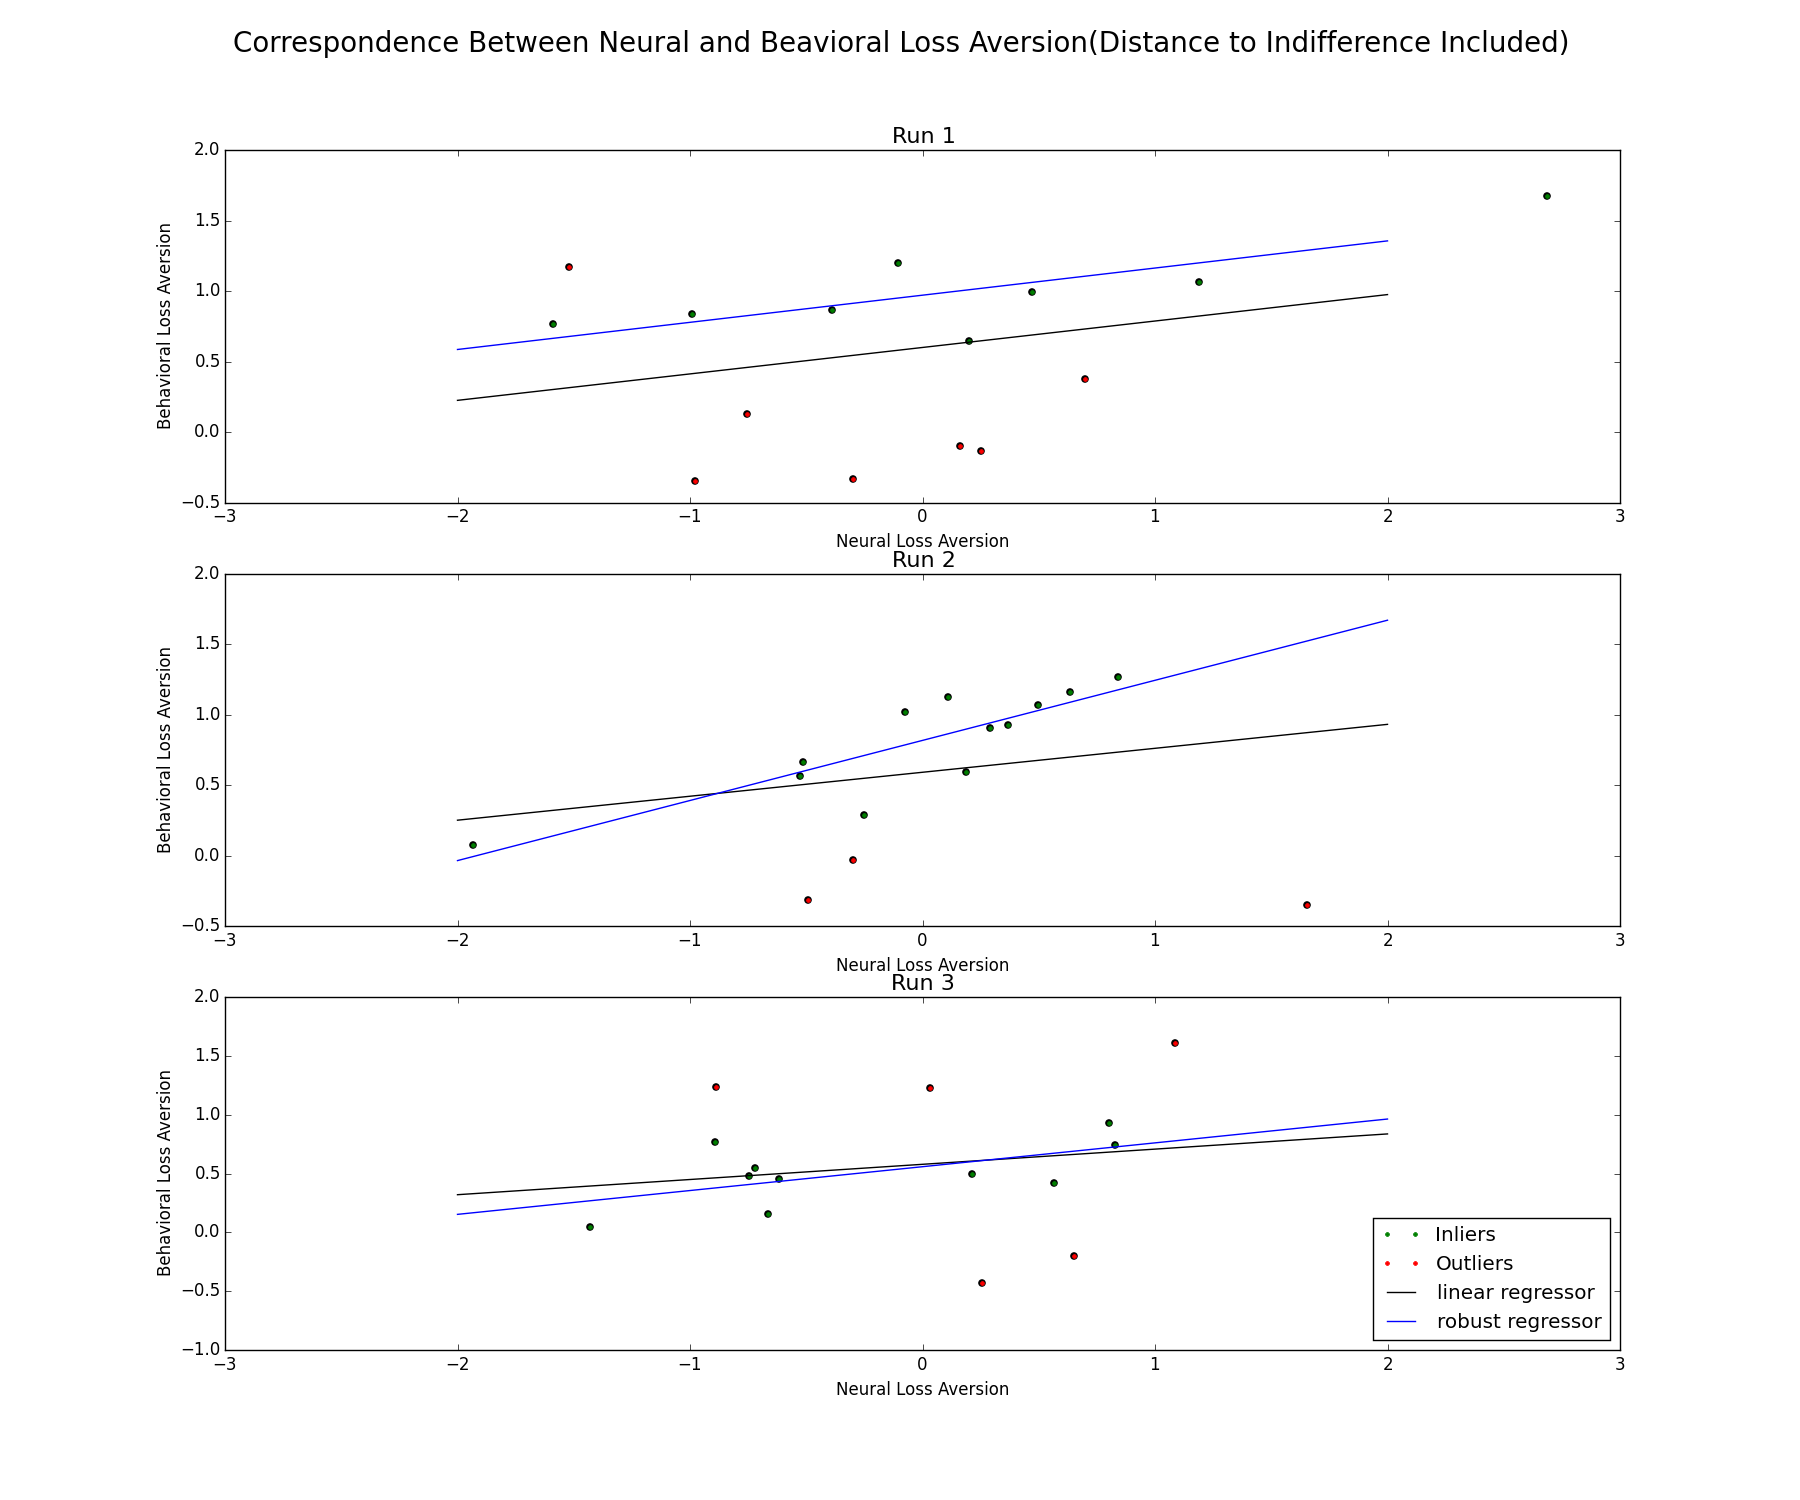 Correspondence Between Neural and Beavioral Loss Aversion(Distance to Indifference Included)
Run 1
2.0
1.5
1.0
0.5
0.0
−0.5
Behavioral Loss Aversion
−3 −2 −1 0 1 2 3
Neural Loss Aversion
Run 2
2.0
1.5
1.0
0.5
0.0
−0.5
Behavioral Loss Aversion
−3 −2 −1 0 1 2 3
Neural Loss Aversion
Run 3
2.0
1.5
1.0
0.5
0.0
−0.5
−1.0
Behavioral Loss Aversion
Inliers
Outliers
linear regressor
robust regressor
−3 −2 −1 0 1 2 3
Neural Loss Aversion